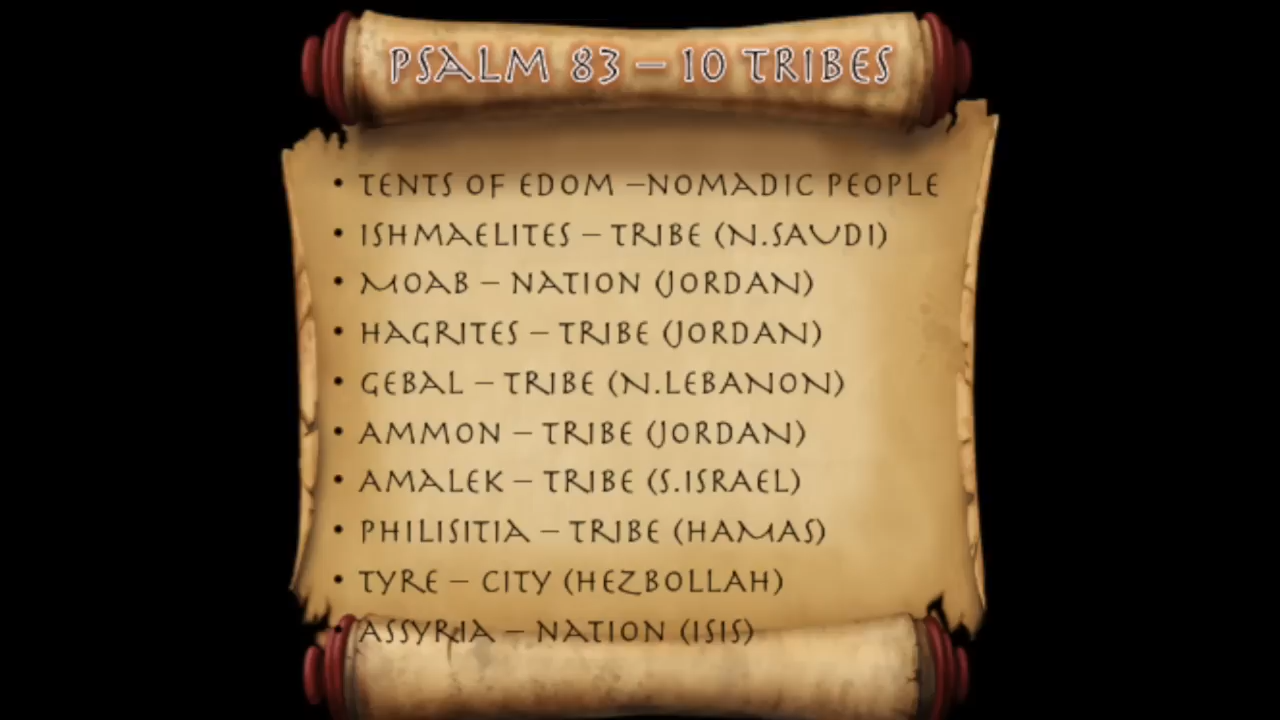 PSALM 83 – 10 TRIBES
• TENTS OF EDOM –NOMADIC PEOPLE
• ISHMAELITES – TRIBE (N.SAUDI)
• MOAB – NATION (JORDAN)
• HAGRITES – TRIBE (JORDAN)
• GEBAL – TRIBE (N.LEBANON)
• AMMON – TRIBE (JORDAN)
• AMALEK – TRIBE (S.ISRAEL)
• PHILISITIA – TRIBE (HAMAS)
• TYRE – CITY (HEZBOLLAH)
• ASSYRIA – NATION (ISIS)